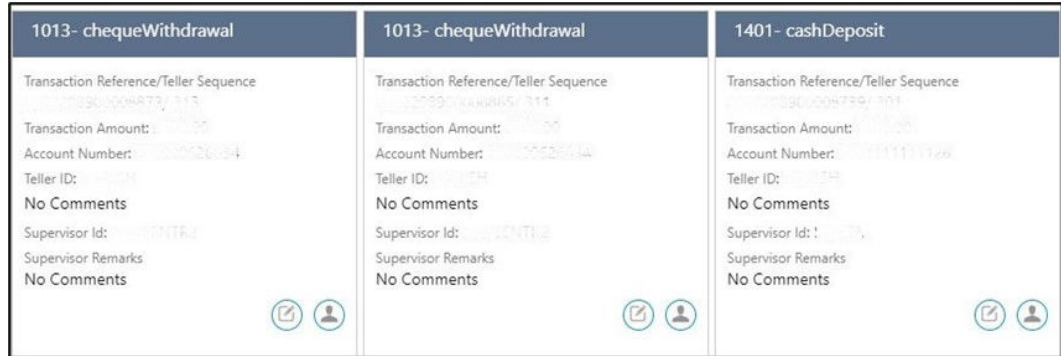 1013- chequeWithdrawal
Transaction Reference/Teller Sequence
Transaction Amount:
Account Number:
Teller ID:
No Comments
Supervisor Id:
Supervisor Remarks
No Comments
1013- chequeWithdrawal
Transaction Reference/Teller Sequence
Transaction Amount:
Account Number:
Teller ID:
No Comments
Supervisor Id:
Supervisor Remarks
No Comments
1401- cashDeposit
Transaction Reference/Teller Sequence
Transaction Amount:
Account Number:
Teller ID:
No Comments
Supervisor Id:
Supervisor Remarks
No Comments